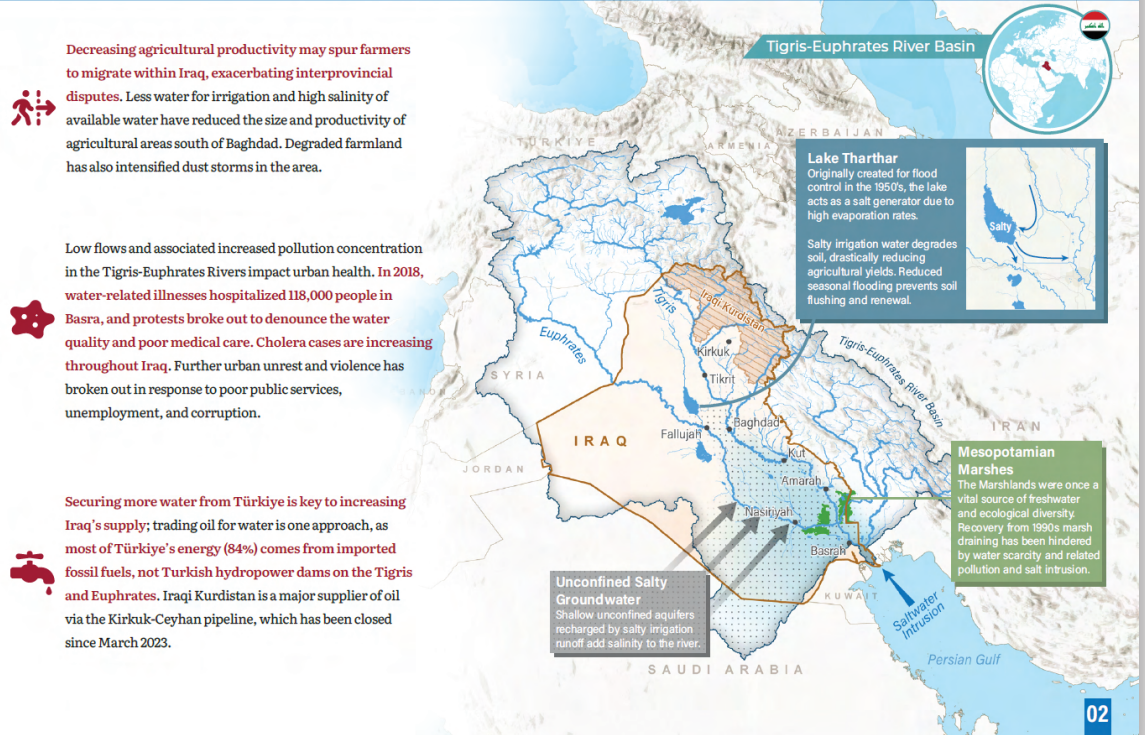 Decreasing agricultural productivity may spur farmers
to migrate within Iraq, exacerbating interprovincial
disputes. Less water for irrigation and high salinity of
available water have reduced the size and productivity of
agricultural areas south of Baghdad. Degraded farmland
has also intensified dust storms in the area.
Low flows and associated increased pollution concentration
in the Tigris-Euphrates Rivers impact urban health. In 2018,
water-related illnesses hospitalized 118,000 people in
Basra, and protests broke out to denounce the water
quality and poor medical care. Cholera cases are increasing
throughout Iraq. Further urban unrest and violence has
broken out in response to poor public services,
unemployment, and corruption.
Securing more water from Türkiye is key to increasing
Iraq's supply; trading oil for water is one approach, as
most of Türkiye's energy (84%) comes from imported
fossil fuels, not Turkish hydropower dams on the Tigris
and Euphrates. Iraqi Kurdistan is a major supplier of oil
via the Kirkuk-Ceyhan pipeline, which has been closed
since March 2023.
Tigris-Euphrates River Basin
TÜRKIYE
ARMENIA
AZERBAIJAN
Lake Tharthar
Originally created for flood
control in the 1950's, the lake
acts as a salt generator due to
high evaporation rates.
Salty irrigation water degrades
soil, drastically reducing
agricultural yields. Reduced
seasonal flooding prevents soil
flushing and renewal.
Salty
Tigris
Iraqi Kurdistan
Euphrates
Kirkuk
Tikrit
Tigris-Euphrates River Basin
SYRIA
IRAQ
Fallujah
Baghdad
Kut
Amarah
Nasiriyah
Basrah
IRAN
JORDAN
Mesopotamian
Marshes
The Marshlands were once a
vital source of freshwater
and ecological diversity.
Recovery from 1990s marsh
draining has been hindered
by water scarcity and related
pollution and salt intrusion.
Unconfined Salty
Groundwater
Shallow unconfined aquifers
recharged by salty irrigation
runoff add salinity to the river.
KUWAIT
Saltwater
Intrusion
Persian Gulf
SAUDI ARABIA
02